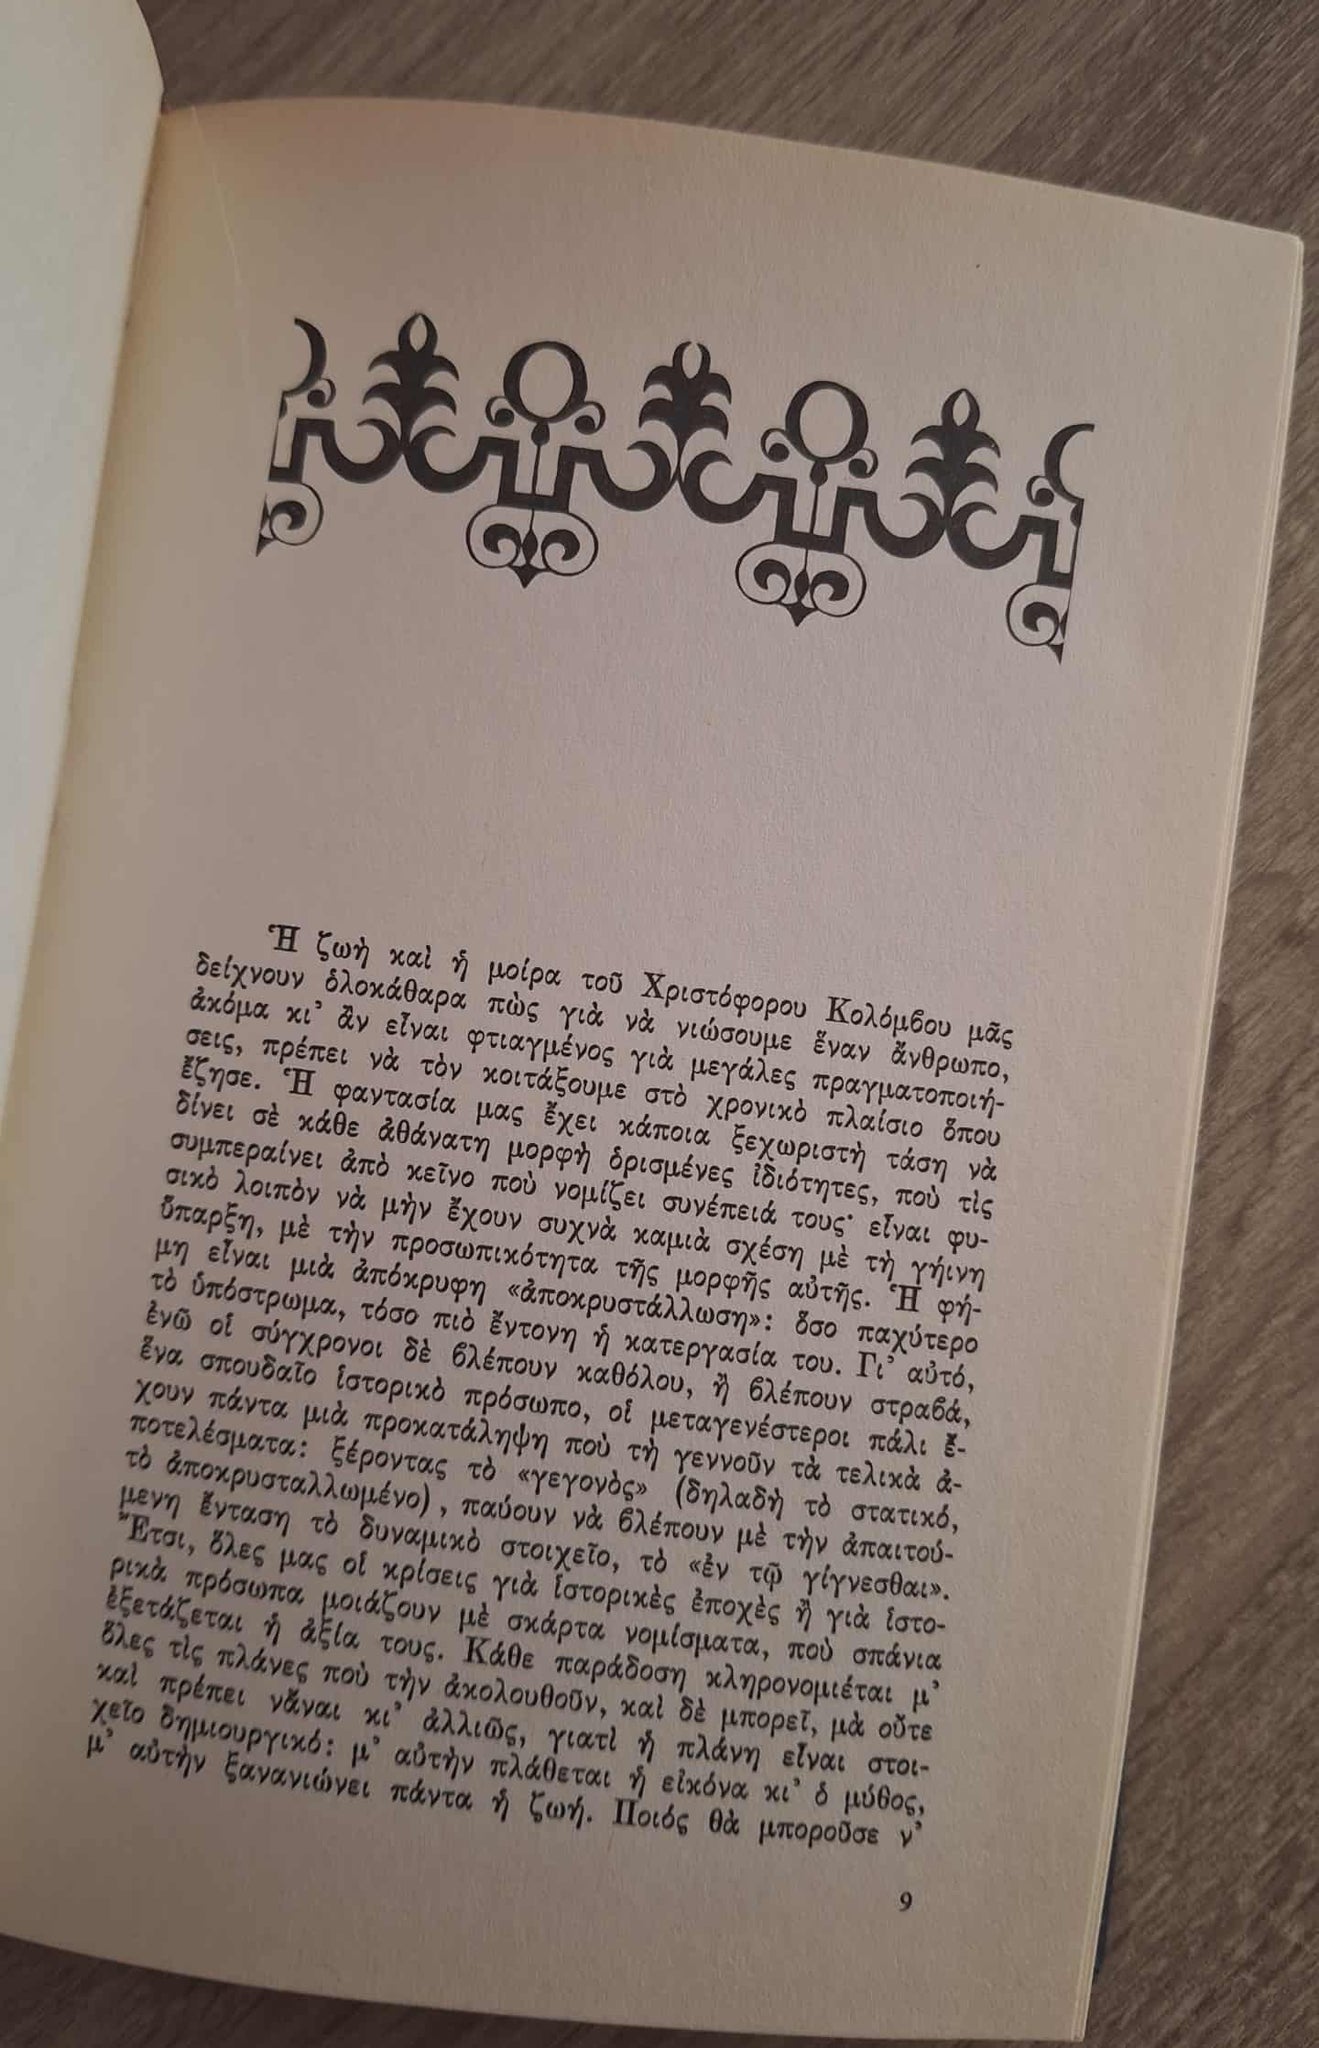 Ἡ ζωὴ καὶ ἡ μοίρα τοῦ Χριστόφορου Κολόμβου μᾶς
δείχνουν ὁλοκάθαρα πὼς γιὰ νὰ νιώσουμε ἕναν ἄνθρωπο,
ἀκόμα κι’ ἂν εἶναι φτιαγμένος γιὰ μεγάλες πραγματοποιή-
σεις, πρέπει νὰ τὸν κοιτάξουμε στὸ χρονικὸ πλαίσιο ὅπου
ἔζησε. Ἡ φαντασία μας ἔχει κάποια ξεχωριστὴ τάση νὰ
δίνει σὲ κάθε ἀθάνατη μορφὴ ὁρισμένες ἰδιότητες, ποὺ τὶς
συμπεραίνει ἀπὸ κεῖνο ποὺ νομίζει συνέπειά τους· εἶναι φυ-
σικὸ λοιπὸν νὰ μὴν ἔχουν συχνὰ καμιὰ σχέση μὲ τὴ γήινη
ὕπαρξη, μὲ τὴν προσωπικότητα τῆς μορφῆς αὐτῆς. Ἡ φή-
μη εἶναι μιὰ ἀπόκρυφη «ἀποκρυστάλλωση»: ὅσο παχύτερο
τὸ ὑπόστρωμα, τόσο πιὸ ἔντονη ἡ κατεργασία του. Γι’ αὐτό,
ἐνῶ οἱ σύγχρονοι δὲ βλέπουν καθόλου, ἢ βλέπουν στραβά,
ἕνα σπουδαῖο ἱστορικὸ πρόσωπο, οἱ μεταγενέστεροι πάλι ἔ-
χουν πάντα μιὰ προκατάληψη ποὺ τὴ γεννοῦν τὰ τελικὰ ἀ-
ποτελέσματα: ξέροντας τὸ «γεγονὸς» (δηλαδὴ τὸ στατικό,
τὸ ἀποκρυσταλλωμένο), παύουν νὰ βλέπουν μὲ τὴν ἀπαιτού-
μενη ἔνταση τὸ δυναμικὸ στοιχεῖο, τὸ «ἐν τῷ γίγνεσθαι».
Ἔτσι, ὅλες μας οἱ κρίσεις γιὰ ἱστορικὲς ἐποχὲς ἢ γιὰ ἱστο-
ρικὰ πρόσωπα μοιάζουν μὲ σκάρτα νομίσματα, ποὺ σπάνια
ἐξετάζεται ἡ ἀξία τους. Κάθε παράδοση κληρονομιέται μ’
ὅλες τὶς πλάνες ποὺ τὴν ἀκολουθοῦν, καὶ δὲ μπορεῖ, μὰ οὔτε
καὶ πρέπει νἄναι κι’ ἀλλιῶς, γιατὶ ἡ πλάνη εἶναι στοι-
χεῖο δημιουργικό: μ’ αὐτὴν πλάθεται ἡ εἰκόνα κι’ ὁ μύθος,
μ’ αὐτὴν ξανανιώνει πάντα ἡ ζωή. Ποιός θὰ μποροῦσε ν’
9